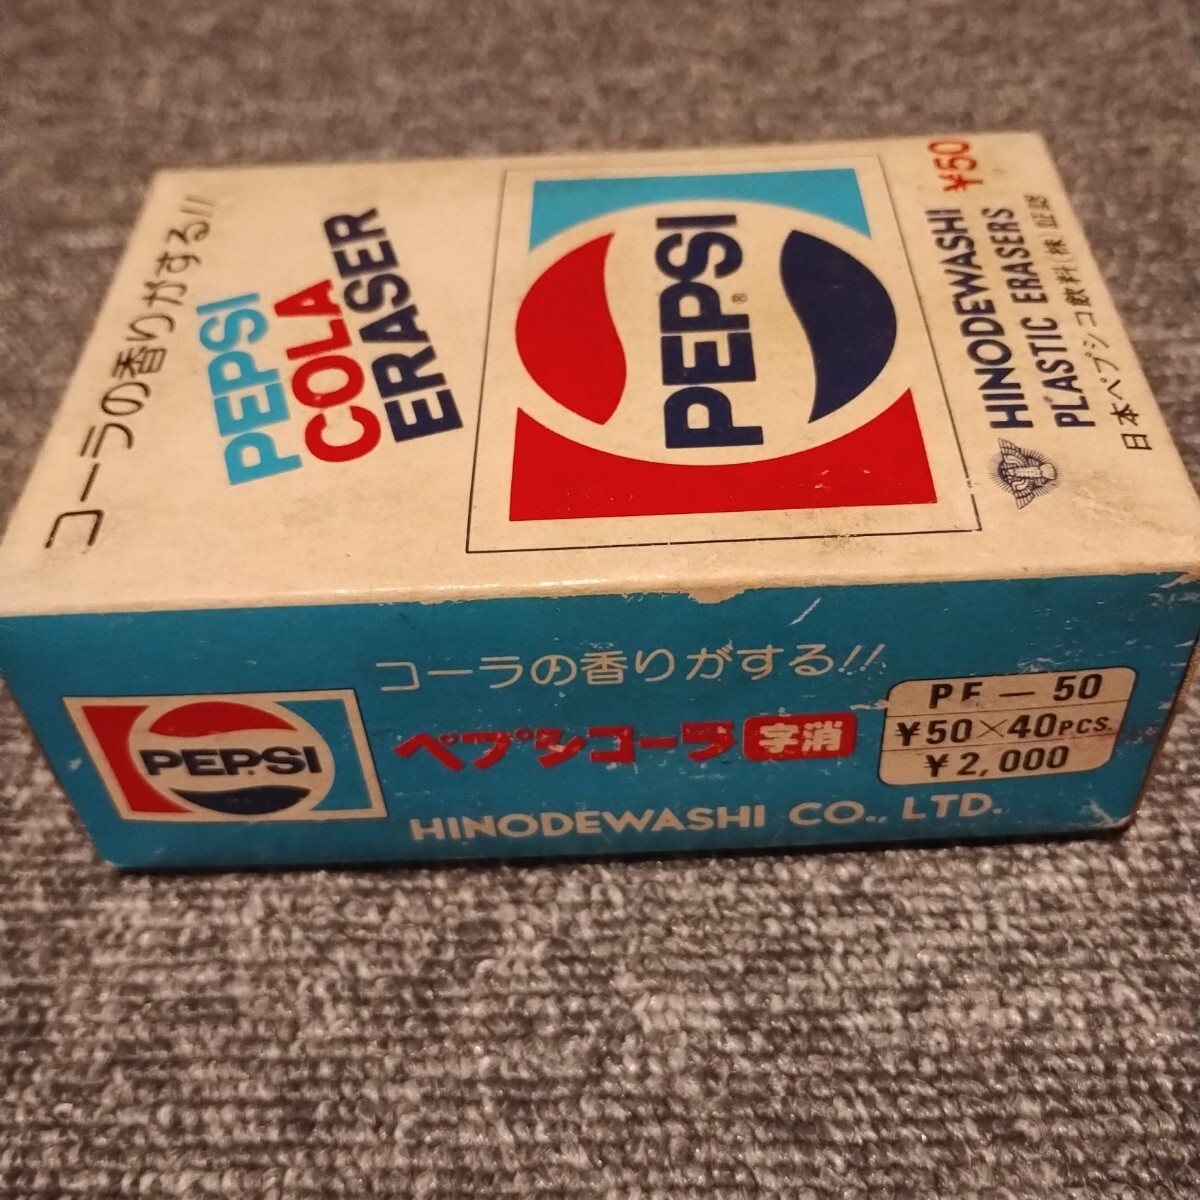 コーラの香りがする!!
PEPSI
COLA
ERASER
PEPSI®
HINODEWASHI ¥50
PLASTIC ERASERS
日本ペプシコ飲料(株)証認
PEPSI
コーラの香りがする!!
ペプシコーラ 字消
HINODEWASHI CO., LTD.
PE — 50
¥50×40PCS.
¥2,000